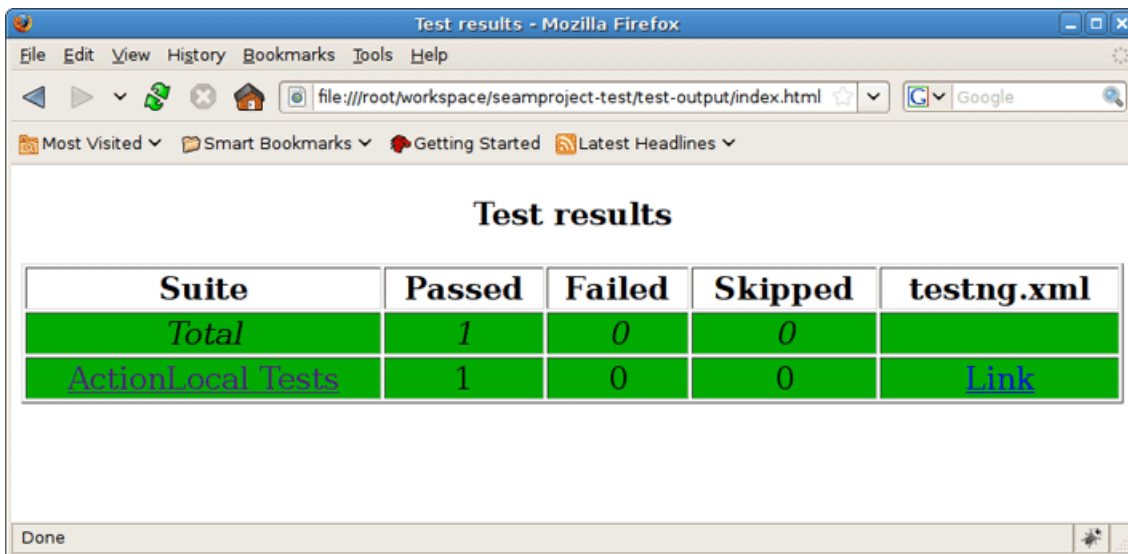 Test results - Mozilla Firefox
File Edit View History Bookmarks Tools Help
file:///root/workspace/seamproject-test/test-output/index.html G Google
Most Visited Smart Bookmarks Getting Started Latest Headlines
Test results
Suite Passed Failed Skipped testng.xml
Total 1 0 0
ActionLocal Tests 1 0 0 Link
Done